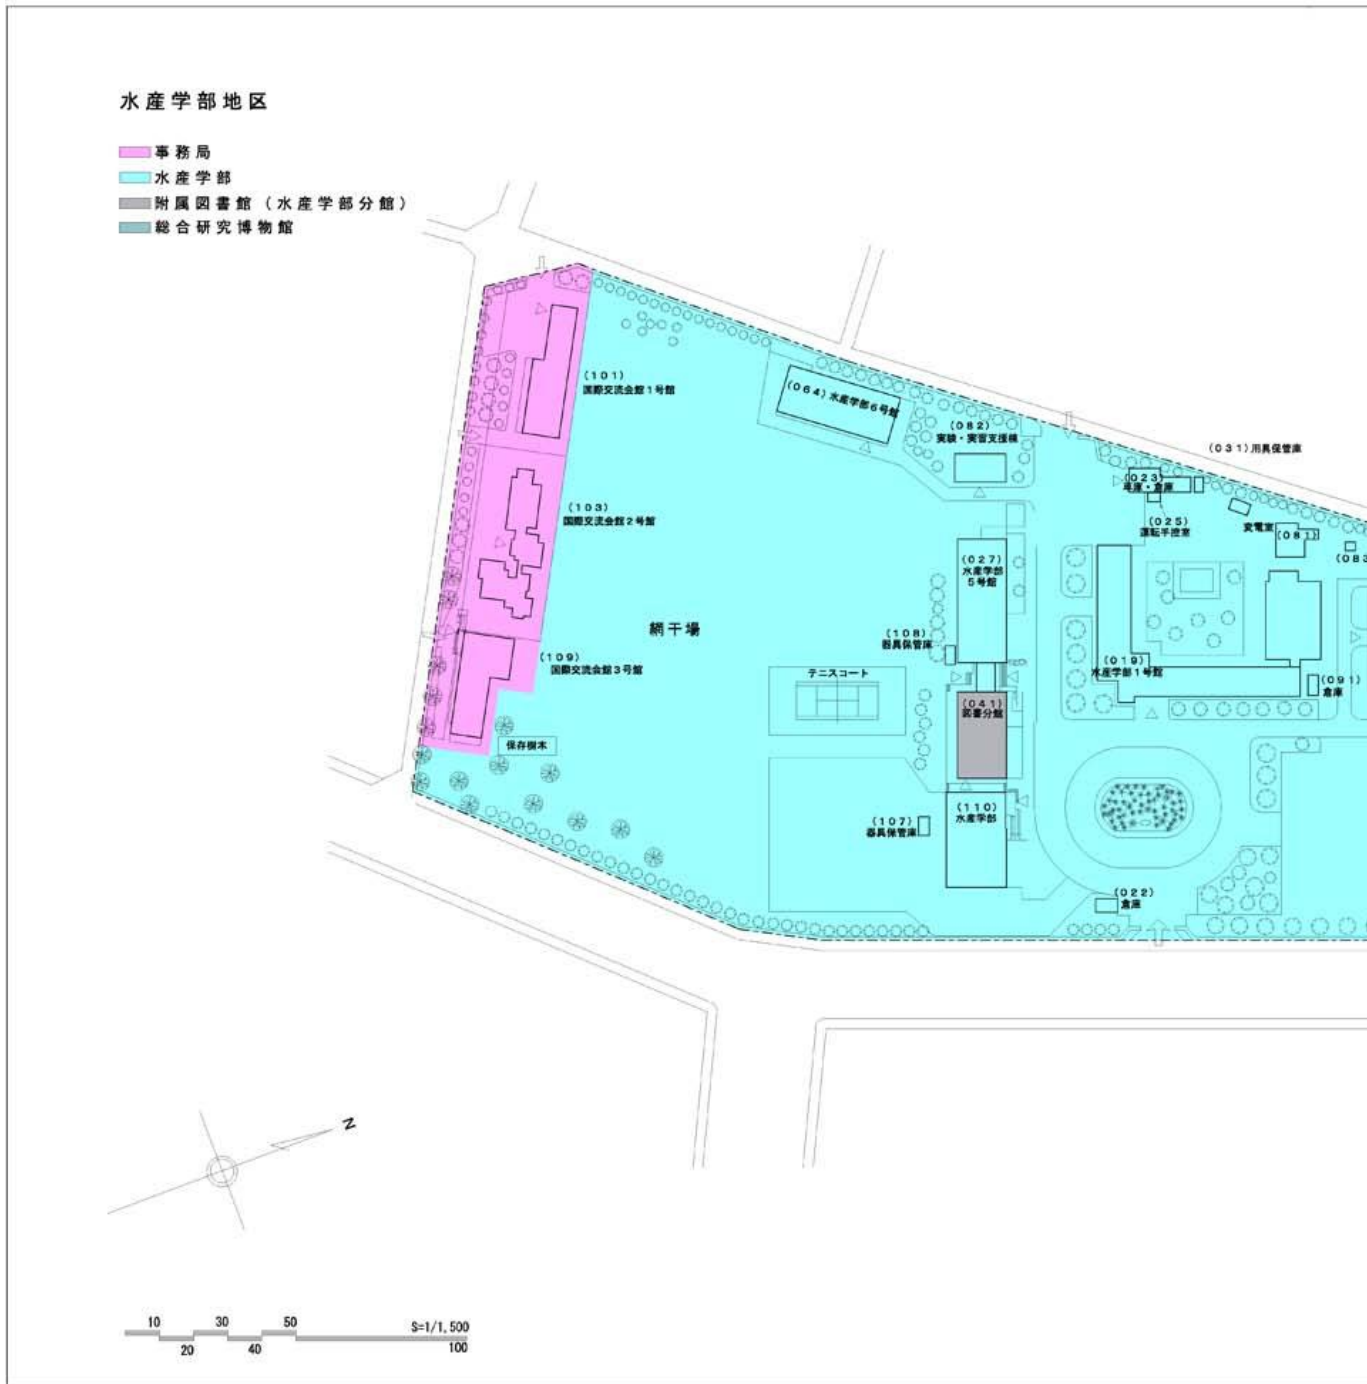 水産学部地区
事務局
水産学部
附属図書館（水産学部分館）
総合研究博物館
(101)
国際交流会館1号館
(064)水産学部6号館
(082)
実験・実習支援棟
(031)用具保管庫
(023)
車庫・倉庫
(025)
運転手控室
変電室
(081)
(083
(103)
国際交流会館2号館
(027)
水産学部
5号館
網干場
(108)
器具保管庫
(109)
国際交流会館3号館
テニスコート
(019)
水産学部1号館
(091)
倉庫
(041)
図書分館
保存樹木
(110)
水産学部
(107)
器具保管庫
(022)
倉庫
N
10 30 50 S=1/1,500
20 40 100